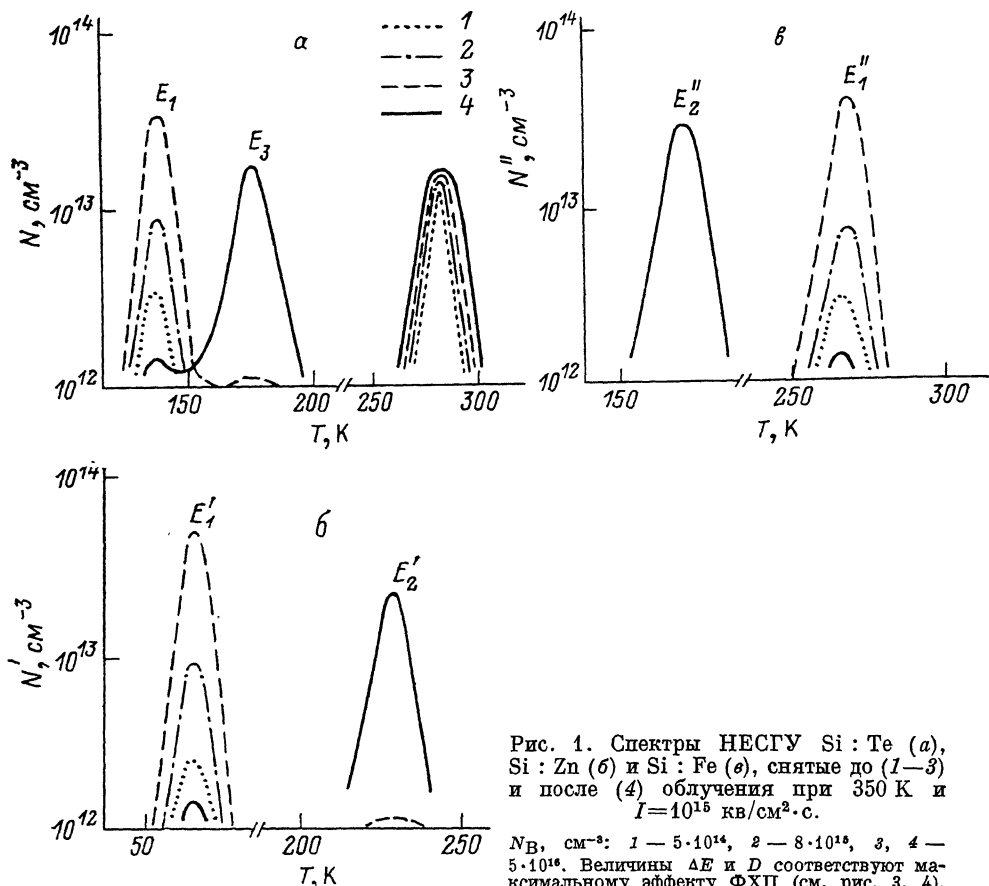 10¹⁴
10¹³
10¹²
N, см⁻³
E₁
E₃
а
1
2
3
4
150
200
250
300
T, K
10¹⁴
10¹³
10¹²
N″, см⁻³
E₂″
в
E₁″
150
250
300
T, K
10¹⁴
10¹³
10¹²
N′, см⁻³
E₁′
б
E₂′
50
200
250
T, K
Рис. 1. Спектры НЕСГУ Si : Te (а),
Si : Zn (б) и Si : Fe (в), снятые до (1—3)
и после (4) облучения при 350 К и
I=10¹⁵ кв/см²·с.
N_B, см⁻³: 1 — 5·10¹⁴, 2 — 8·10¹⁵, 3, 4 —
5·10¹⁶. Величины ΔE и D соответствуют ма-
ксимальному эффекту ФХП (см. рис. 3, 4).